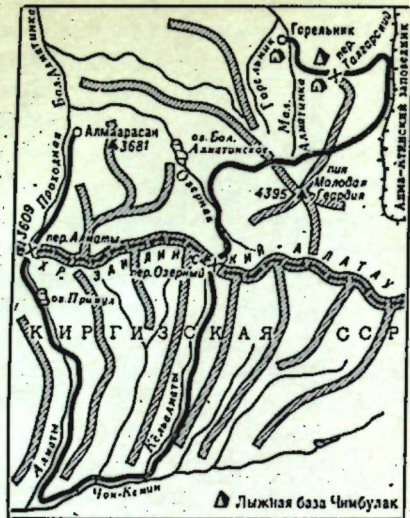 Бол. Алматинка
Горельник
пер. Талгарский
Горельник
Мал. Алматинка
Алма-Атинский заповедник
Проходная
Алмаарасан
3681
оз. Бол. Алматинское
Озерная
пик Молодая Гвардия
4395
3609
пер. Алматы
пер. Озерный
ХР. ЗАИЛИЙСКИЙ АЛАТАУ
оз. Примул
КИРГИЗСКАЯ ССР
Алматы
Кёльалматы
Чон-Кемин
Лыжная база Чимбулак